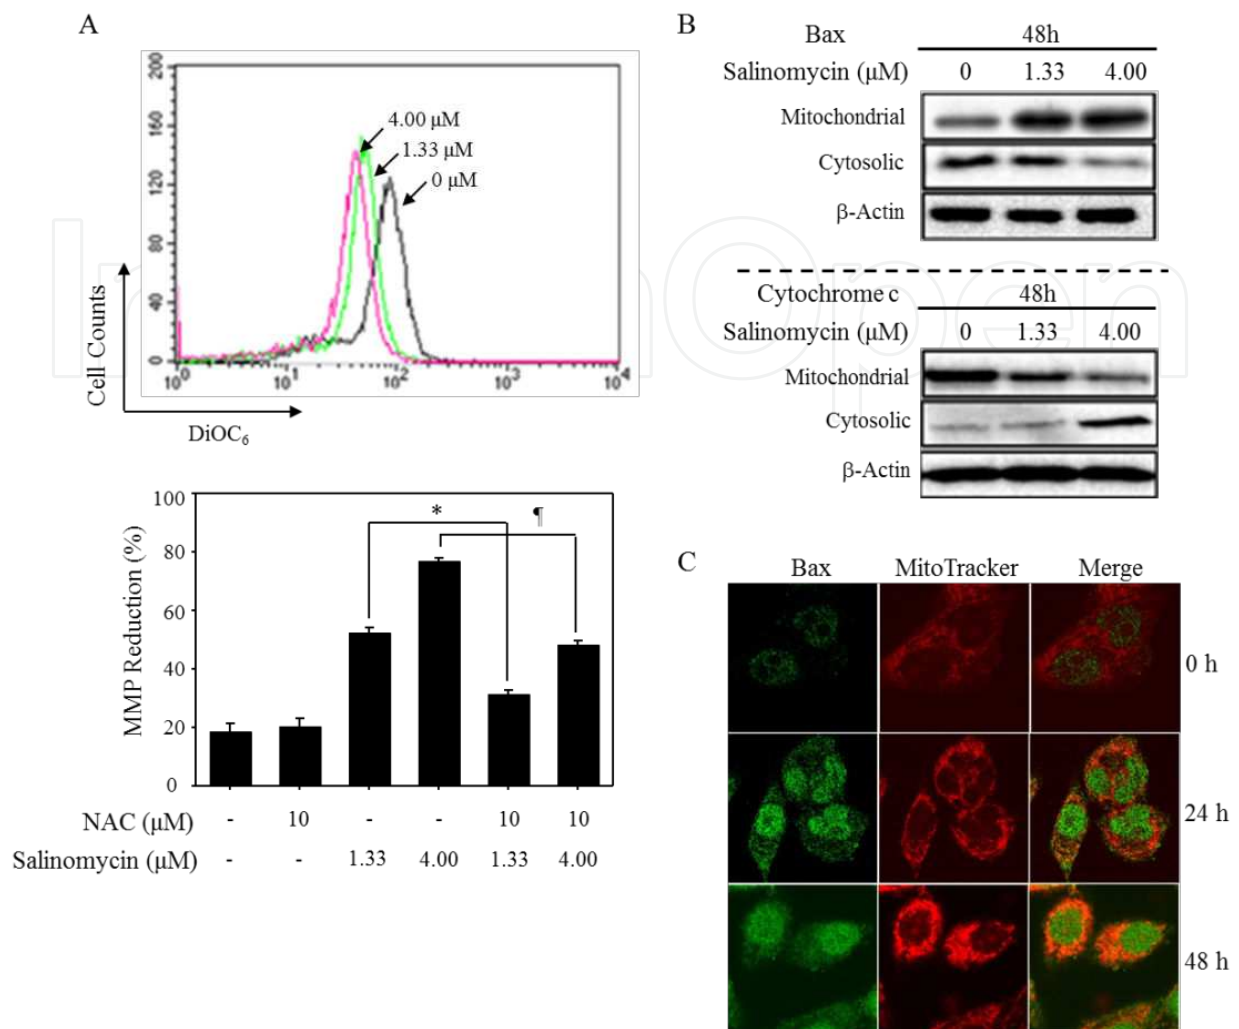 A
200
160
120
80
40
0
4.00 μM
1.33 μM
0 μM
10⁰ 10¹ 10² 10³ 10⁴
Cell Counts
DiOC₆
MMP Reduction (%)
100
80
60
40
20
0
* ¶
NAC (μM) - 10 - - 10 10
Salinomycin (μM) - - 1.33 4.00 1.33 4.00
B
Bax 48h
Salinomycin (μM) 0 1.33 4.00
Mitochondrial
Cytosolic
β-Actin
Cytochrome c 48h
Salinomycin (μM) 0 1.33 4.00
Mitochondrial
Cytosolic
β-Actin
C
Bax MitoTracker Merge
0 h
24 h
48 h